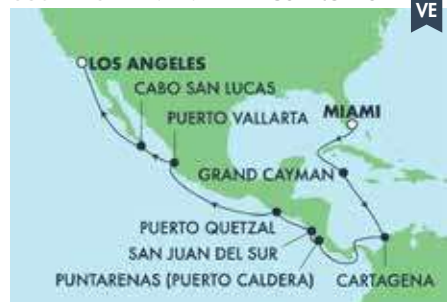 VE
LOS ANGELES
CABO SAN LUCAS
PUERTO VALLARTA
MIAMI
GRAND CAYMAN
PUERTO QUETZAL
SAN JUAN DEL SUR
PUNTARENAS (PUERTO CALDERA)
CARTAGENA